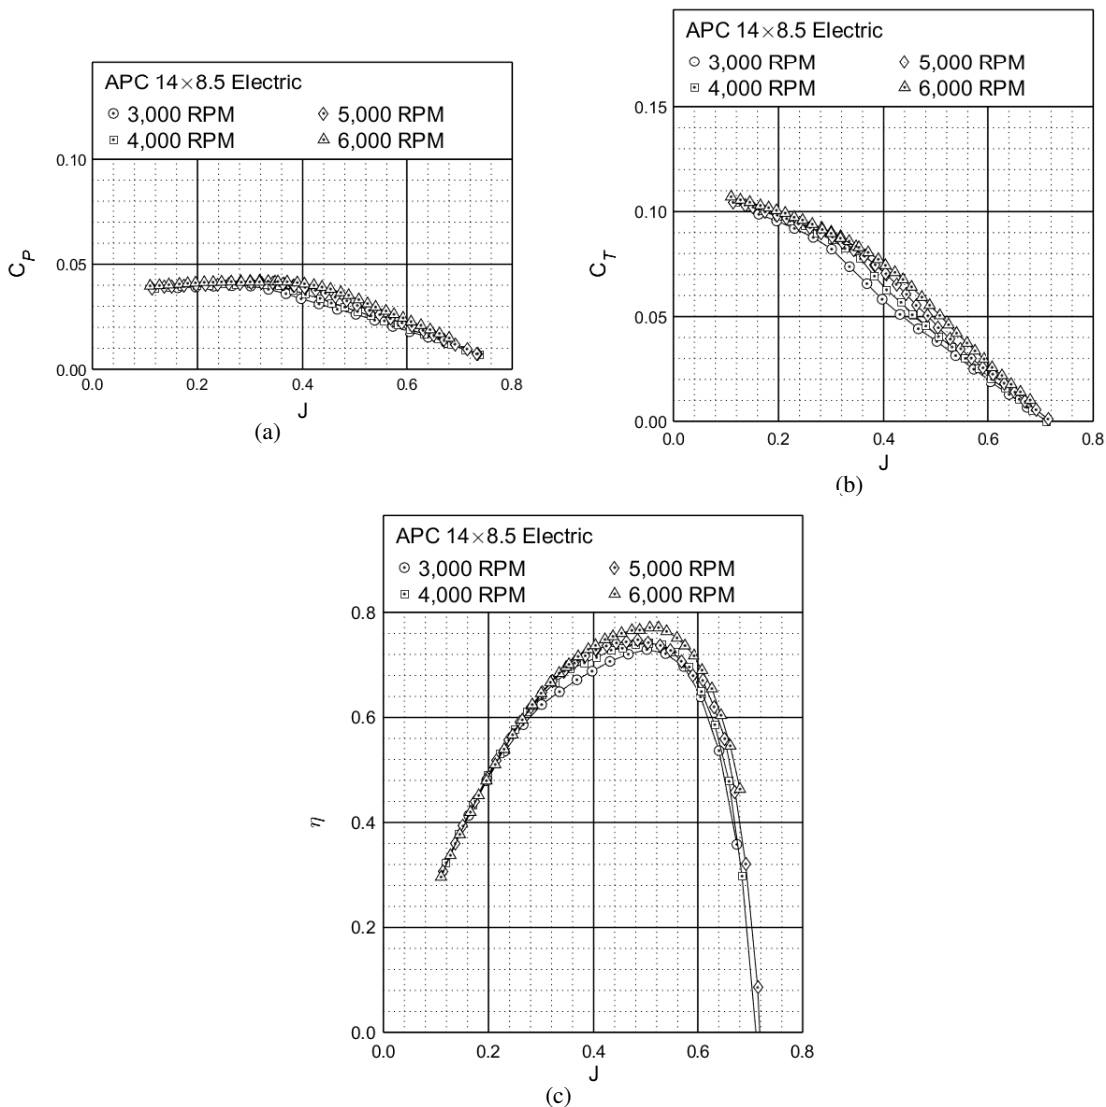 APC 14×8.5 Electric
3,000 RPM
5,000 RPM
4,000 RPM
6,000 RPM
0.10
0.05
0.00
0.0
0.2
0.4
0.6
0.8
C_P
J
(a)
APC 14×8.5 Electric
3,000 RPM
5,000 RPM
4,000 RPM
6,000 RPM
0.15
0.10
0.05
0.00
0.0
0.2
0.4
0.6
0.8
C_T
J
(b)
APC 14×8.5 Electric
3,000 RPM
5,000 RPM
4,000 RPM
6,000 RPM
0.8
0.6
0.4
0.2
0.0
0.0
0.2
0.4
0.6
0.8
η
J
(c)